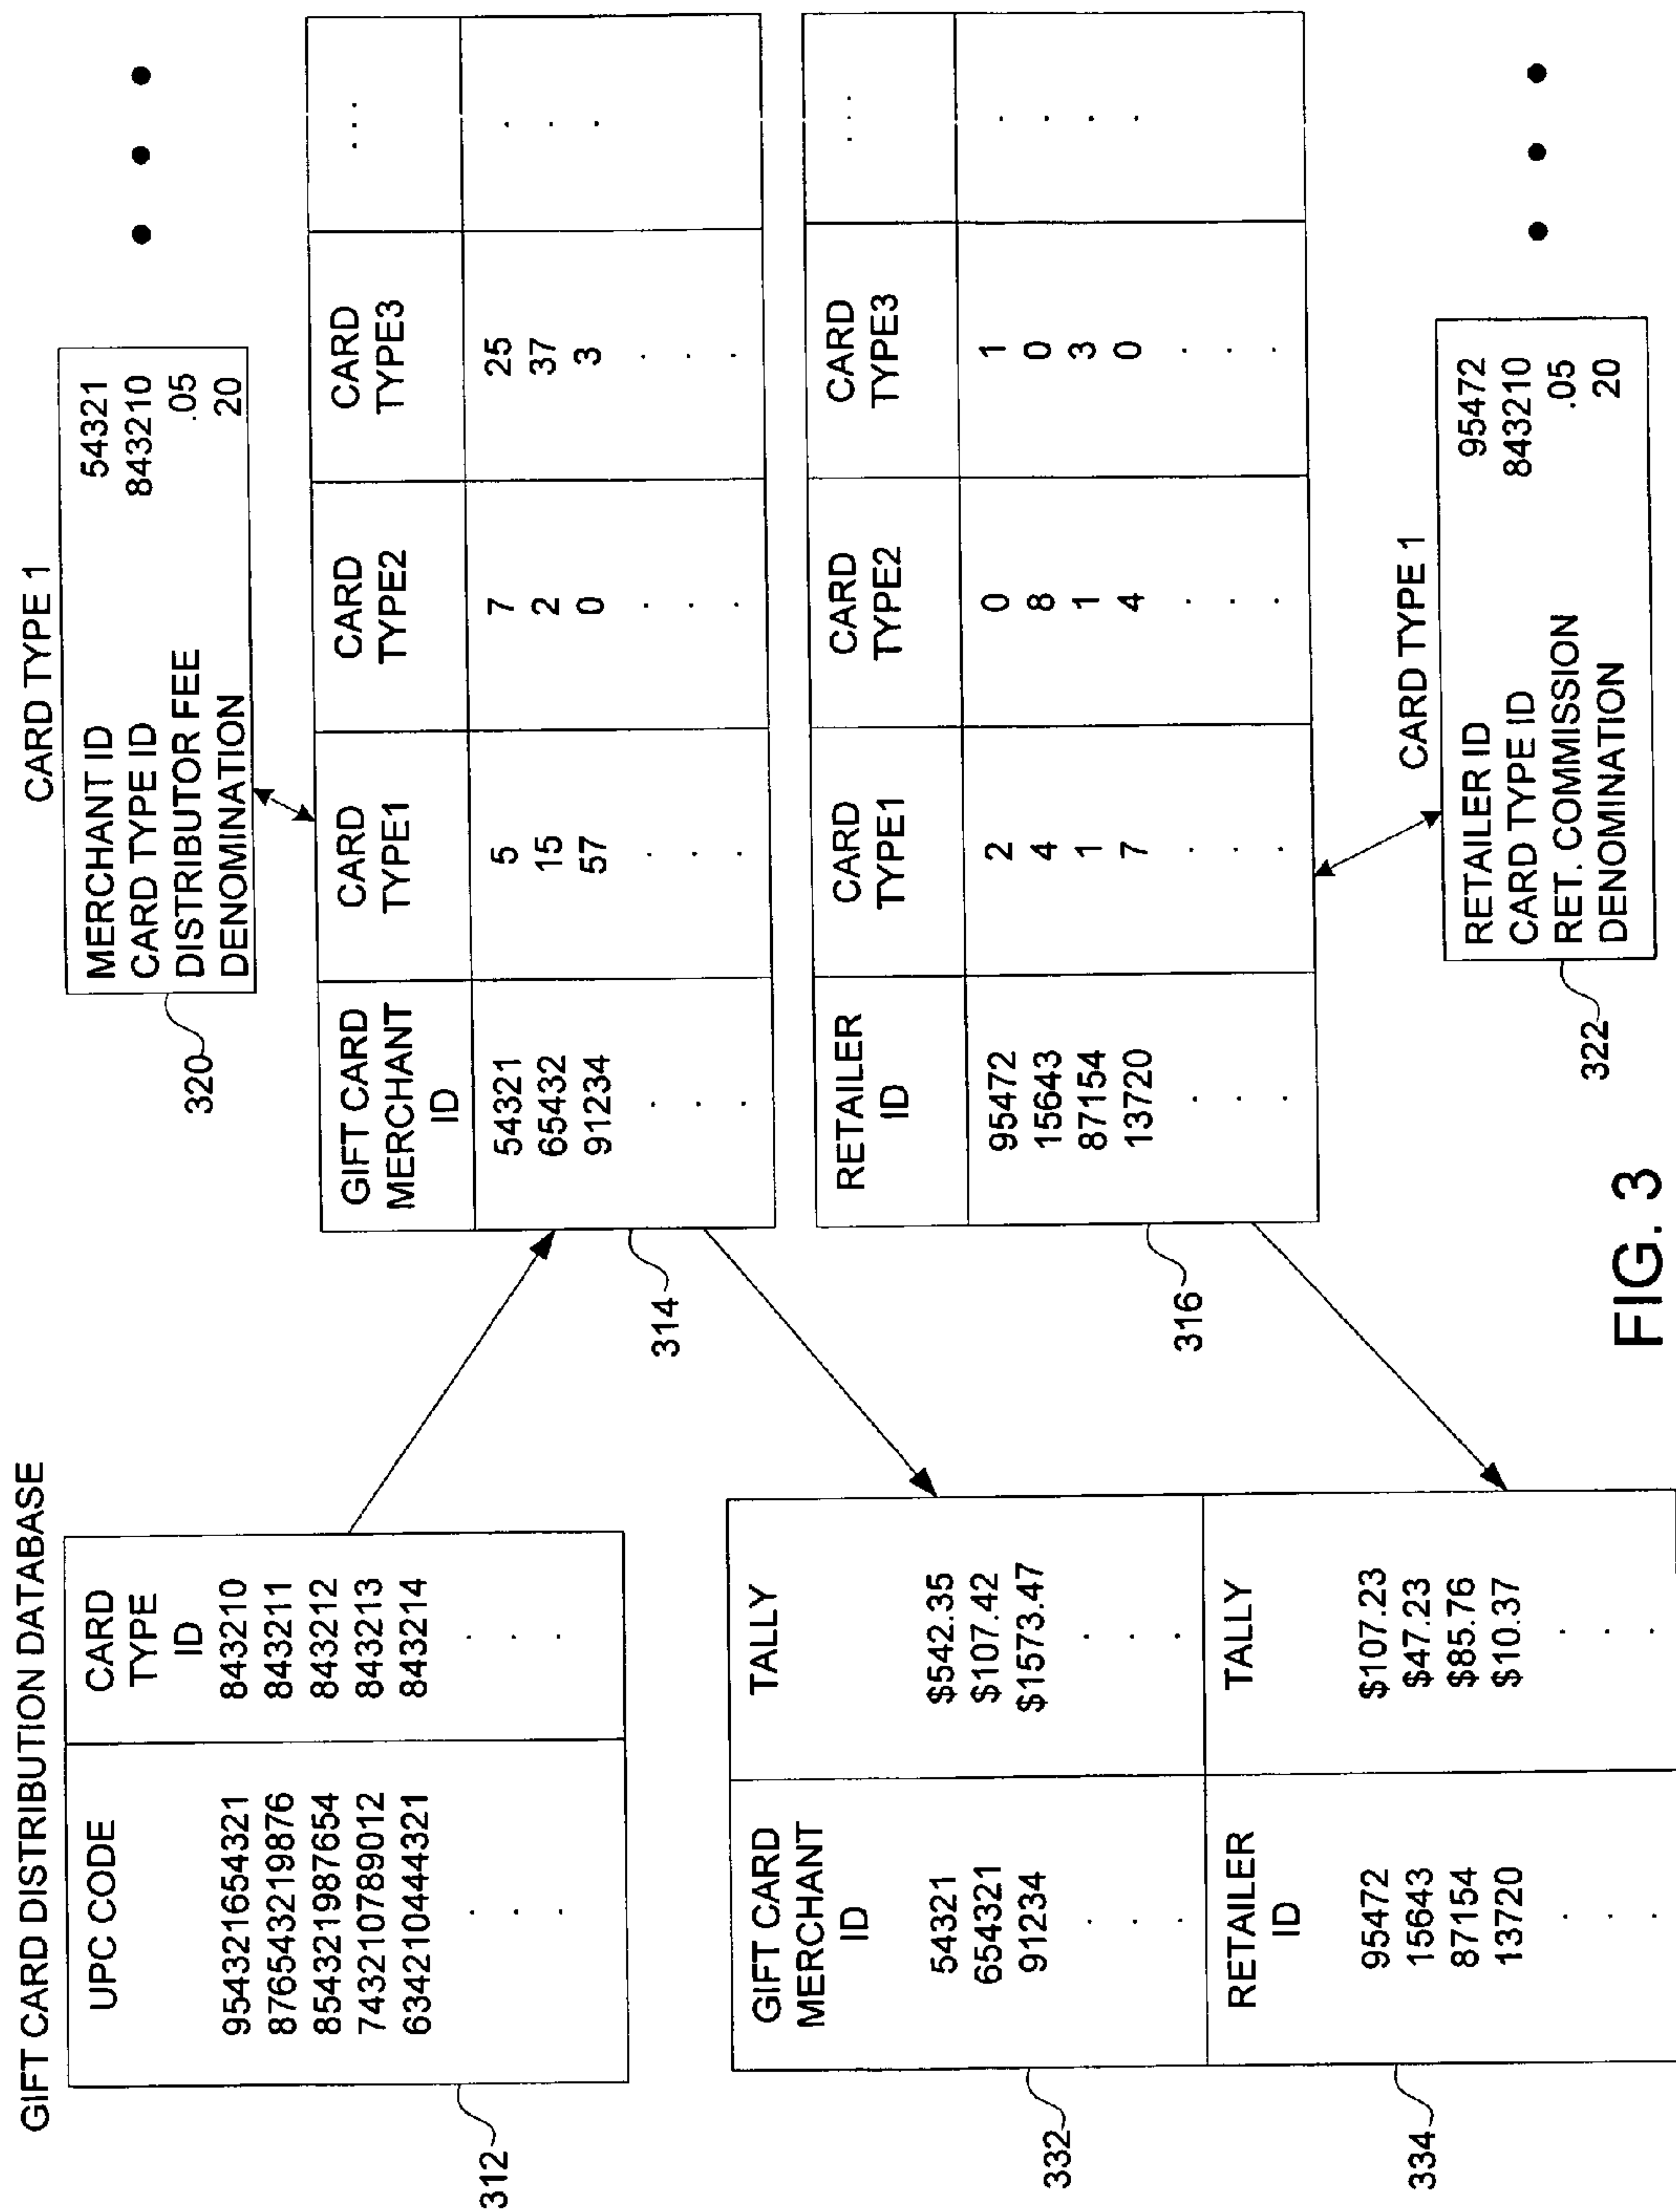 GIFT CARD DISTRIBUTION DATABASE
UPC CODE
CARD
TYPE
ID
954321654321 843210
876543219876 843211
854321987654 843212
743210789012 843213
634210444321 843214
. .
. .
. .
312
CARD TYPE 1
MERCHANT ID 54321
CARD TYPE ID 843210
DISTRIBUTOR FEE .05
DENOMINATION 20
320
GIFT CARD
MERCHANT
ID
CARD
TYPE1
CARD
TYPE2
CARD
TYPE3
...
54321 5 7 25 .
65432 15 2 37 .
91234 57 0 3 .
. . . .
. . . .
. . . .
314
RETAILER
ID
CARD
TYPE1
CARD
TYPE2
CARD
TYPE3
...
95472 2 0 1 .
15643 4 8 0 .
87154 1 1 3 .
13720 7 4 0 .
. . . .
. . . .
. . . .
316
CARD TYPE 1
RETAILER ID 95472
CARD TYPE ID 843210
RET. COMMISSION .05
DENOMINATION 20
322
GIFT CARD
MERCHANT
ID
TALLY
54321 $542.35
654321 $107.42
91234 $1573.47
. .
. .
. .
332
RETAILER
ID
TALLY
95472 $107.23
15643 $47.23
87154 $85.76
13720 $10.37
. .
. .
. .
334
FIG. 3